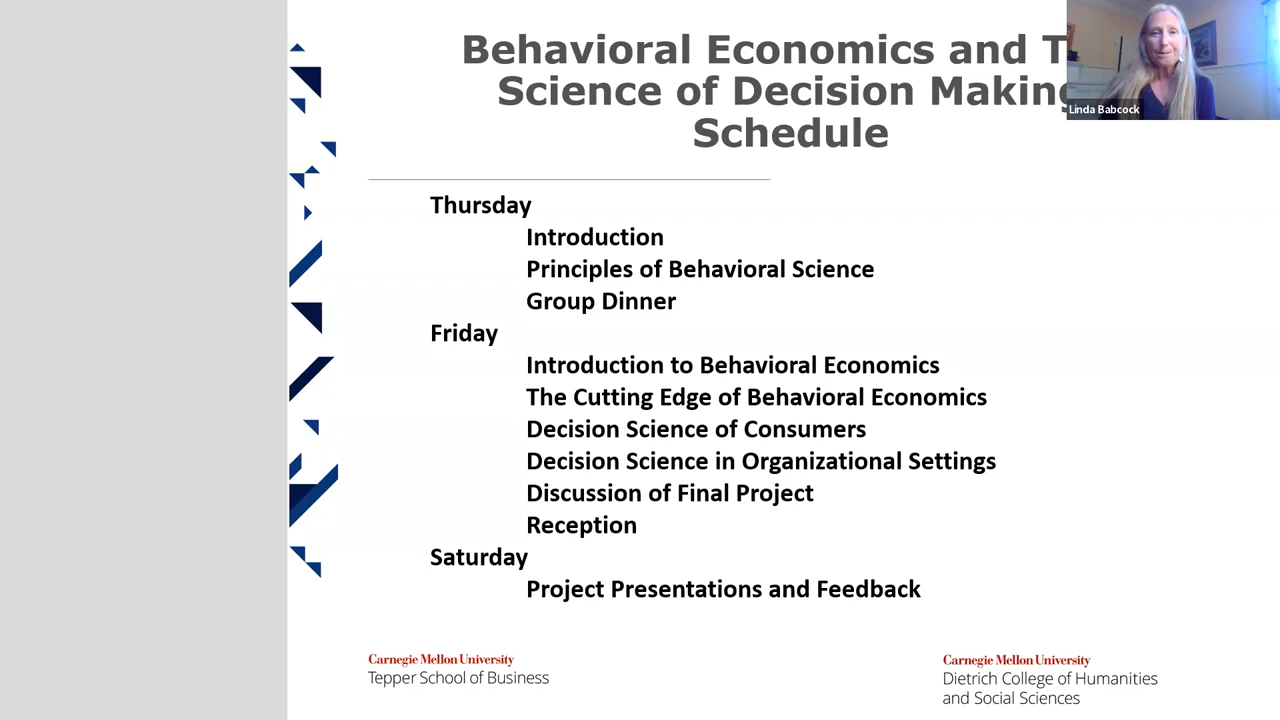 Behavioral Economics and T
Science of Decision Making
Schedule
Linda Babcock
Thursday
Introduction
Principles of Behavioral Science
Group Dinner
Friday
Introduction to Behavioral Economics
The Cutting Edge of Behavioral Economics
Decision Science of Consumers
Decision Science in Organizational Settings
Discussion of Final Project
Reception
Saturday
Project Presentations and Feedback
Carnegie Mellon University
Tepper School of Business
Carnegie Mellon University
Dietrich College of Humanities
and Social Sciences